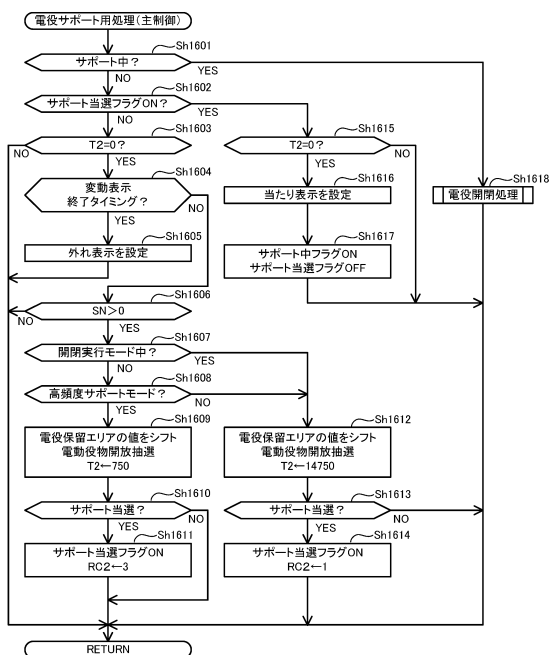 電役サポート用処理(主制御)
Sh1601
サポート中?
NO
YES
Sh1602
サポート当選フラグON?
NO
YES
Sh1603
T2=0?
NO
YES
Sh1615
T2=0?
YES
NO
Sh1604
変動表示
終了タイミング?
YES
NO
Sh1616
当たり表示を設定
Sh1618
電役開閉処理
Sh1605
外れ表示を設定
Sh1617
サポート中フラグON
サポート当選フラグOFF
Sh1606
SN>0
NO
YES
Sh1607
開閉実行モード中?
NO
YES
Sh1608
高頻度サポートモード?
YES
NO
Sh1609
電役保留エリアの値をシフト
電動役物開放抽選
T2←750
Sh1612
電役保留エリアの値をシフト
電動役物開放抽選
T2←14750
Sh1610
サポート当選?
YES
NO
Sh1613
サポート当選?
YES
NO
Sh1611
サポート当選フラグON
RC2←3
Sh1614
サポート当選フラグON
RC2←1
RETURN